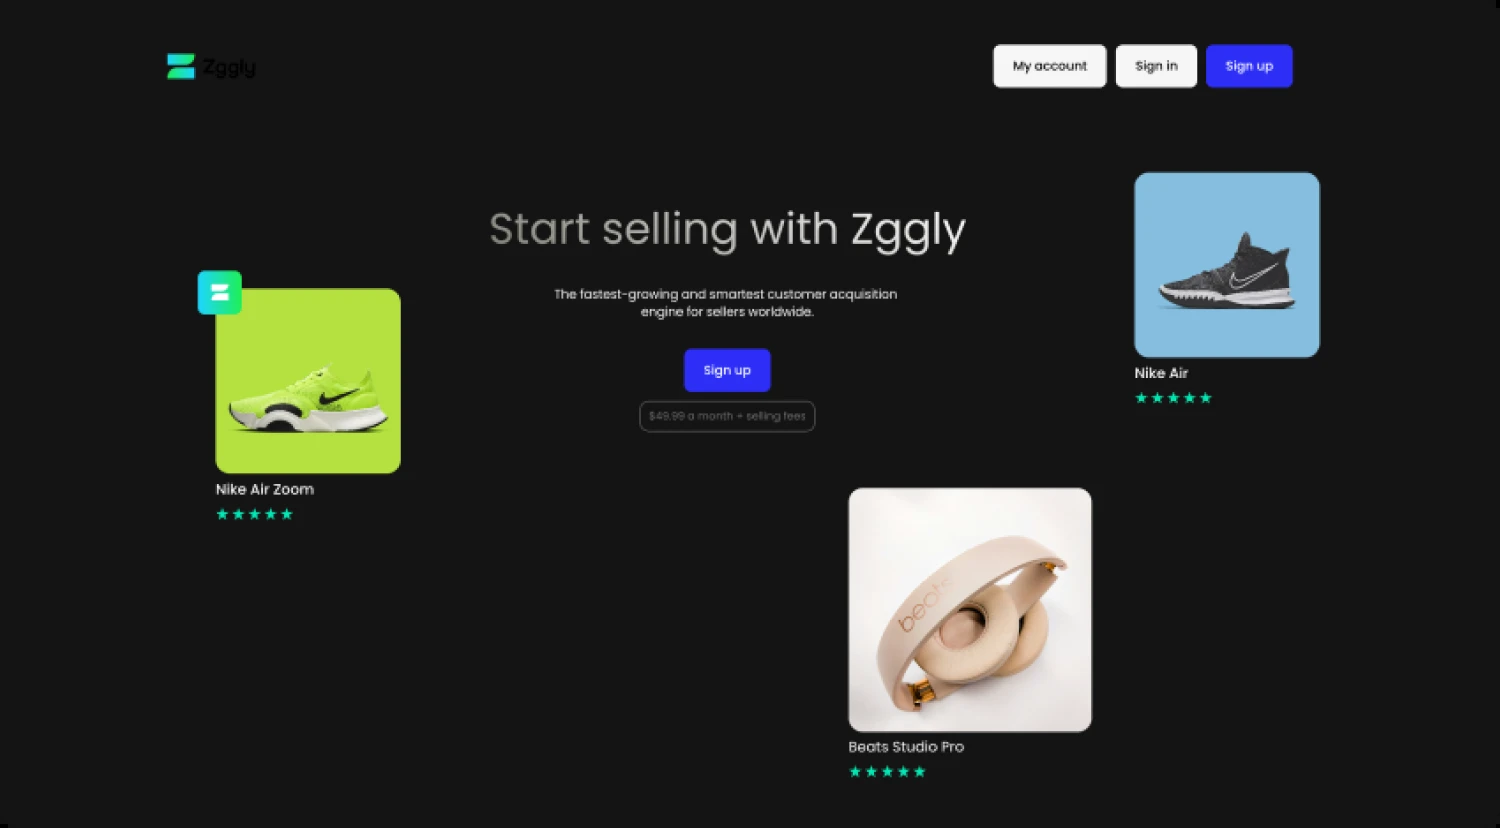 Zggly
My account
Sign in
Sign up
Start selling with Zggly
The fastest-growing and smartest customer acquisition
engine for sellers worldwide.
Sign up
$49.99 a month + selling fees
Nike Air
Nike Air Zoom
beats
Beats Studio Pro